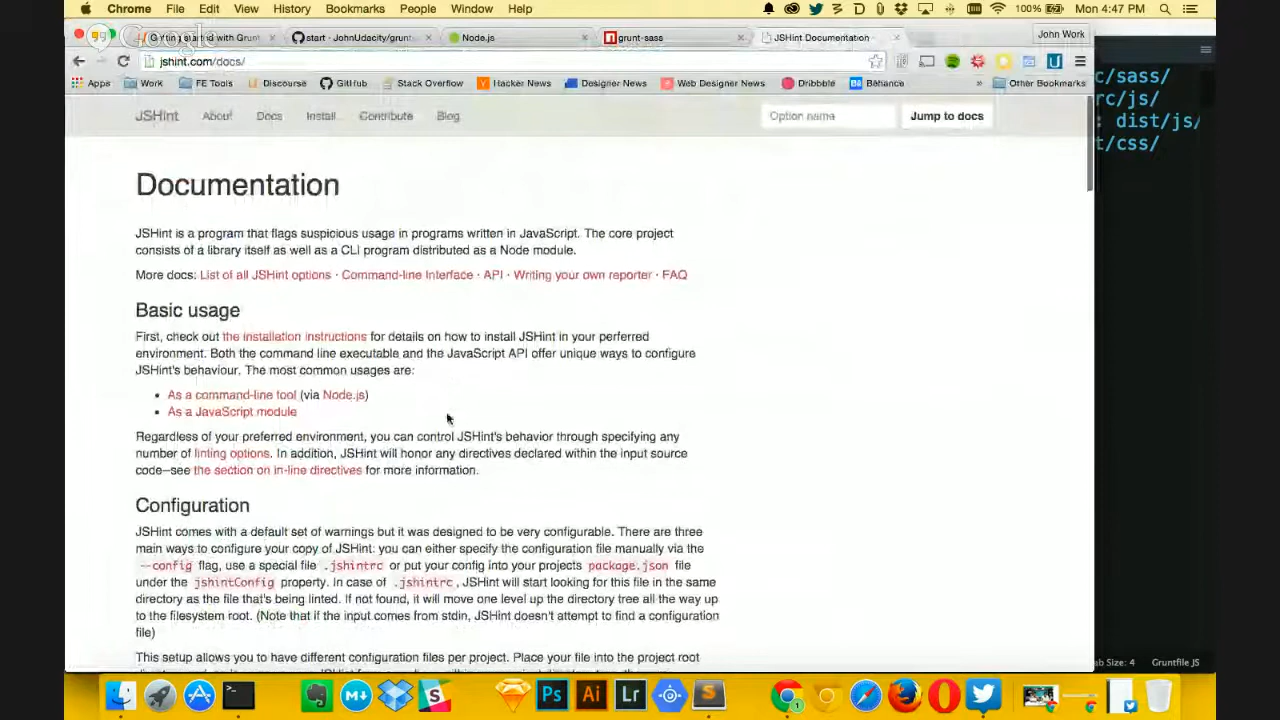 Chrome File Edit View History Bookmarks People Window Help 100% Mon 4:47 PM
Google
Getting started with Grunt
start · JohnUdacity/grunt
Node.js
grunt-sass
JSHint Documentation
John Work
jshint.com/docs/
Apps Work FE Tools Discourse GitHub Stack Overflow Hacker News Designer News Web Designer News Dribbble Behance » Other Bookmarks
c/sass/
rc/js/
: dist/js/
t/css/
JSHint About Docs Install Contribute Blog Option name Jump to docs
Documentation
JSHint is a program that flags suspicious usage in programs written in JavaScript. The core project
consists of a library itself as well as a CLI program distributed as a Node module.
More docs: List of all JSHint options · Command-line Interface · API · Writing your own reporter · FAQ
Basic usage
First, check out the installation instructions for details on how to install JSHint in your perferred
environment. Both the command line executable and the JavaScript API offer unique ways to configure
JSHint's behaviour. The most common usages are:
• As a command-line tool (via Node.js)
• As a JavaScript module
Regardless of your preferred environment, you can control JSHint's behavior through specifying any
number of linting options. In addition, JSHint will honor any directives declared within the input source
code—see the section on in-line directives for more information.
Configuration
JSHint comes with a default set of warnings but it was designed to be very configurable. There are three
main ways to configure your copy of JSHint: you can either specify the configuration file manually via the
--config flag, use a special file .jshintrc or put your config into your projects package.json file
under the jshintConfig property. In case of .jshintrc, JSHint will start looking for this file in the same
directory as the file that's being linted. If not found, it will move one level up the directory tree all the way up
to the filesystem root. (Note that if the input comes from stdin, JSHint doesn't attempt to find a configuration
file)
This setup allows you to have different configuration files per project. Place your file into the project root
ab Size: 4 Gruntfile JS
Ps Ai Lr